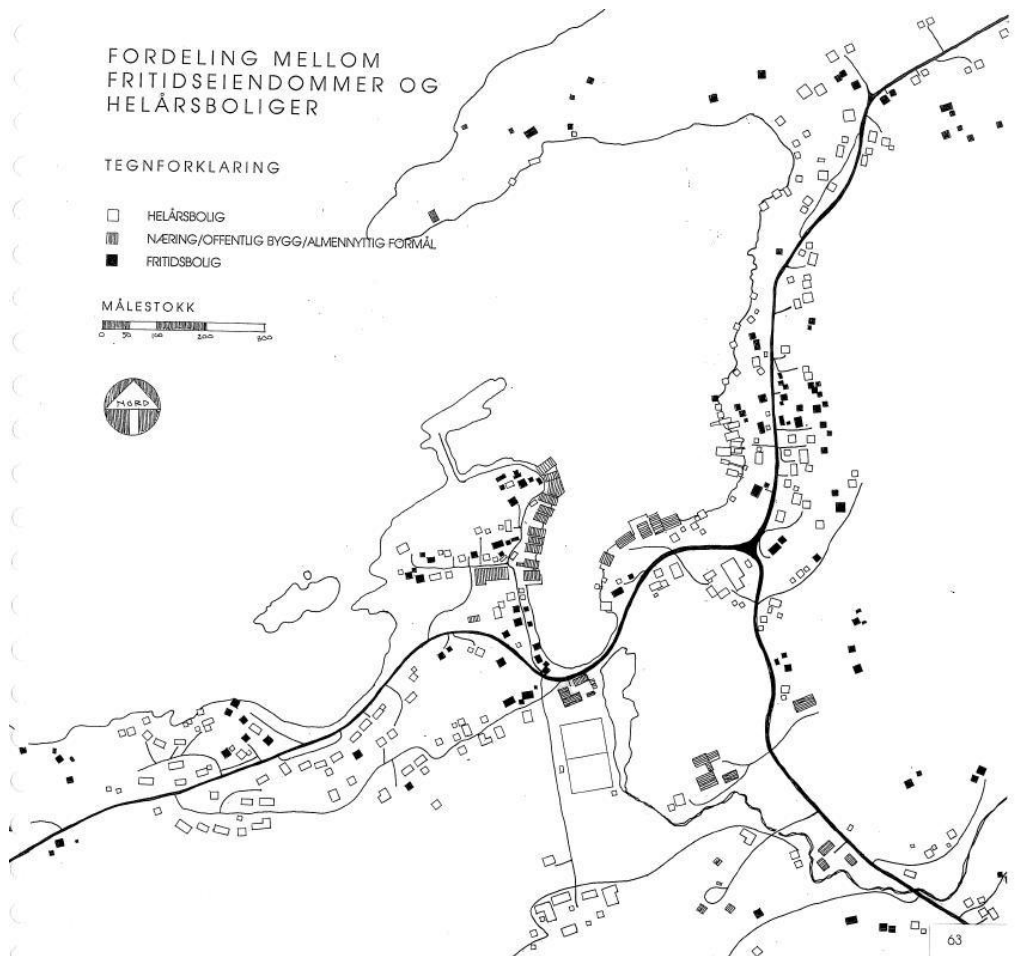 FORDELING MELLOM
FRITIDSEIENDOMMER OG
HELÅRSBOLIGER
TEGNFORKLARING
HELÅRSBOLIG
NÆRING/OFFENTLIG BYGG/ALMENNYTTIG FORMÅL
FRITIDSBOLIG
MÅLESTOKK
0 50 100 200 300
NORD
63